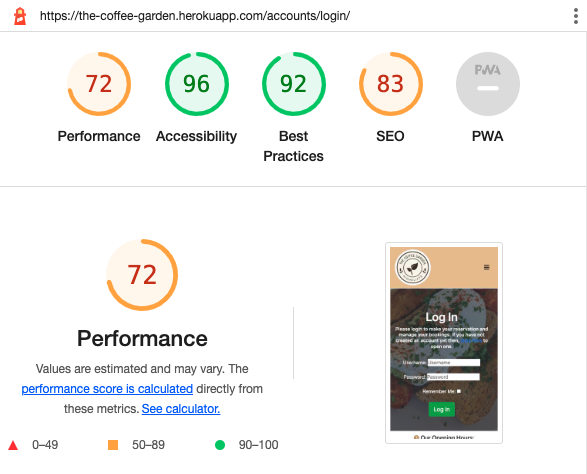 https://the-coffee-garden.herokuapp.com/accounts/login/
72
96
92
83
PWA
Performance
Accessibility
Best
Practices
SEO
PWA
72
Performance
Values are estimated and may vary. The
performance score is calculated directly from
these metrics. See calculator.
0–49
50–89
90–100
Log In
Please login to make your reservation and
manage your bookings. If you have not
created an account yet then,
to
open one.
Username: Username
Password: Password
Remember Me:
Log In
Our Opening Hours: